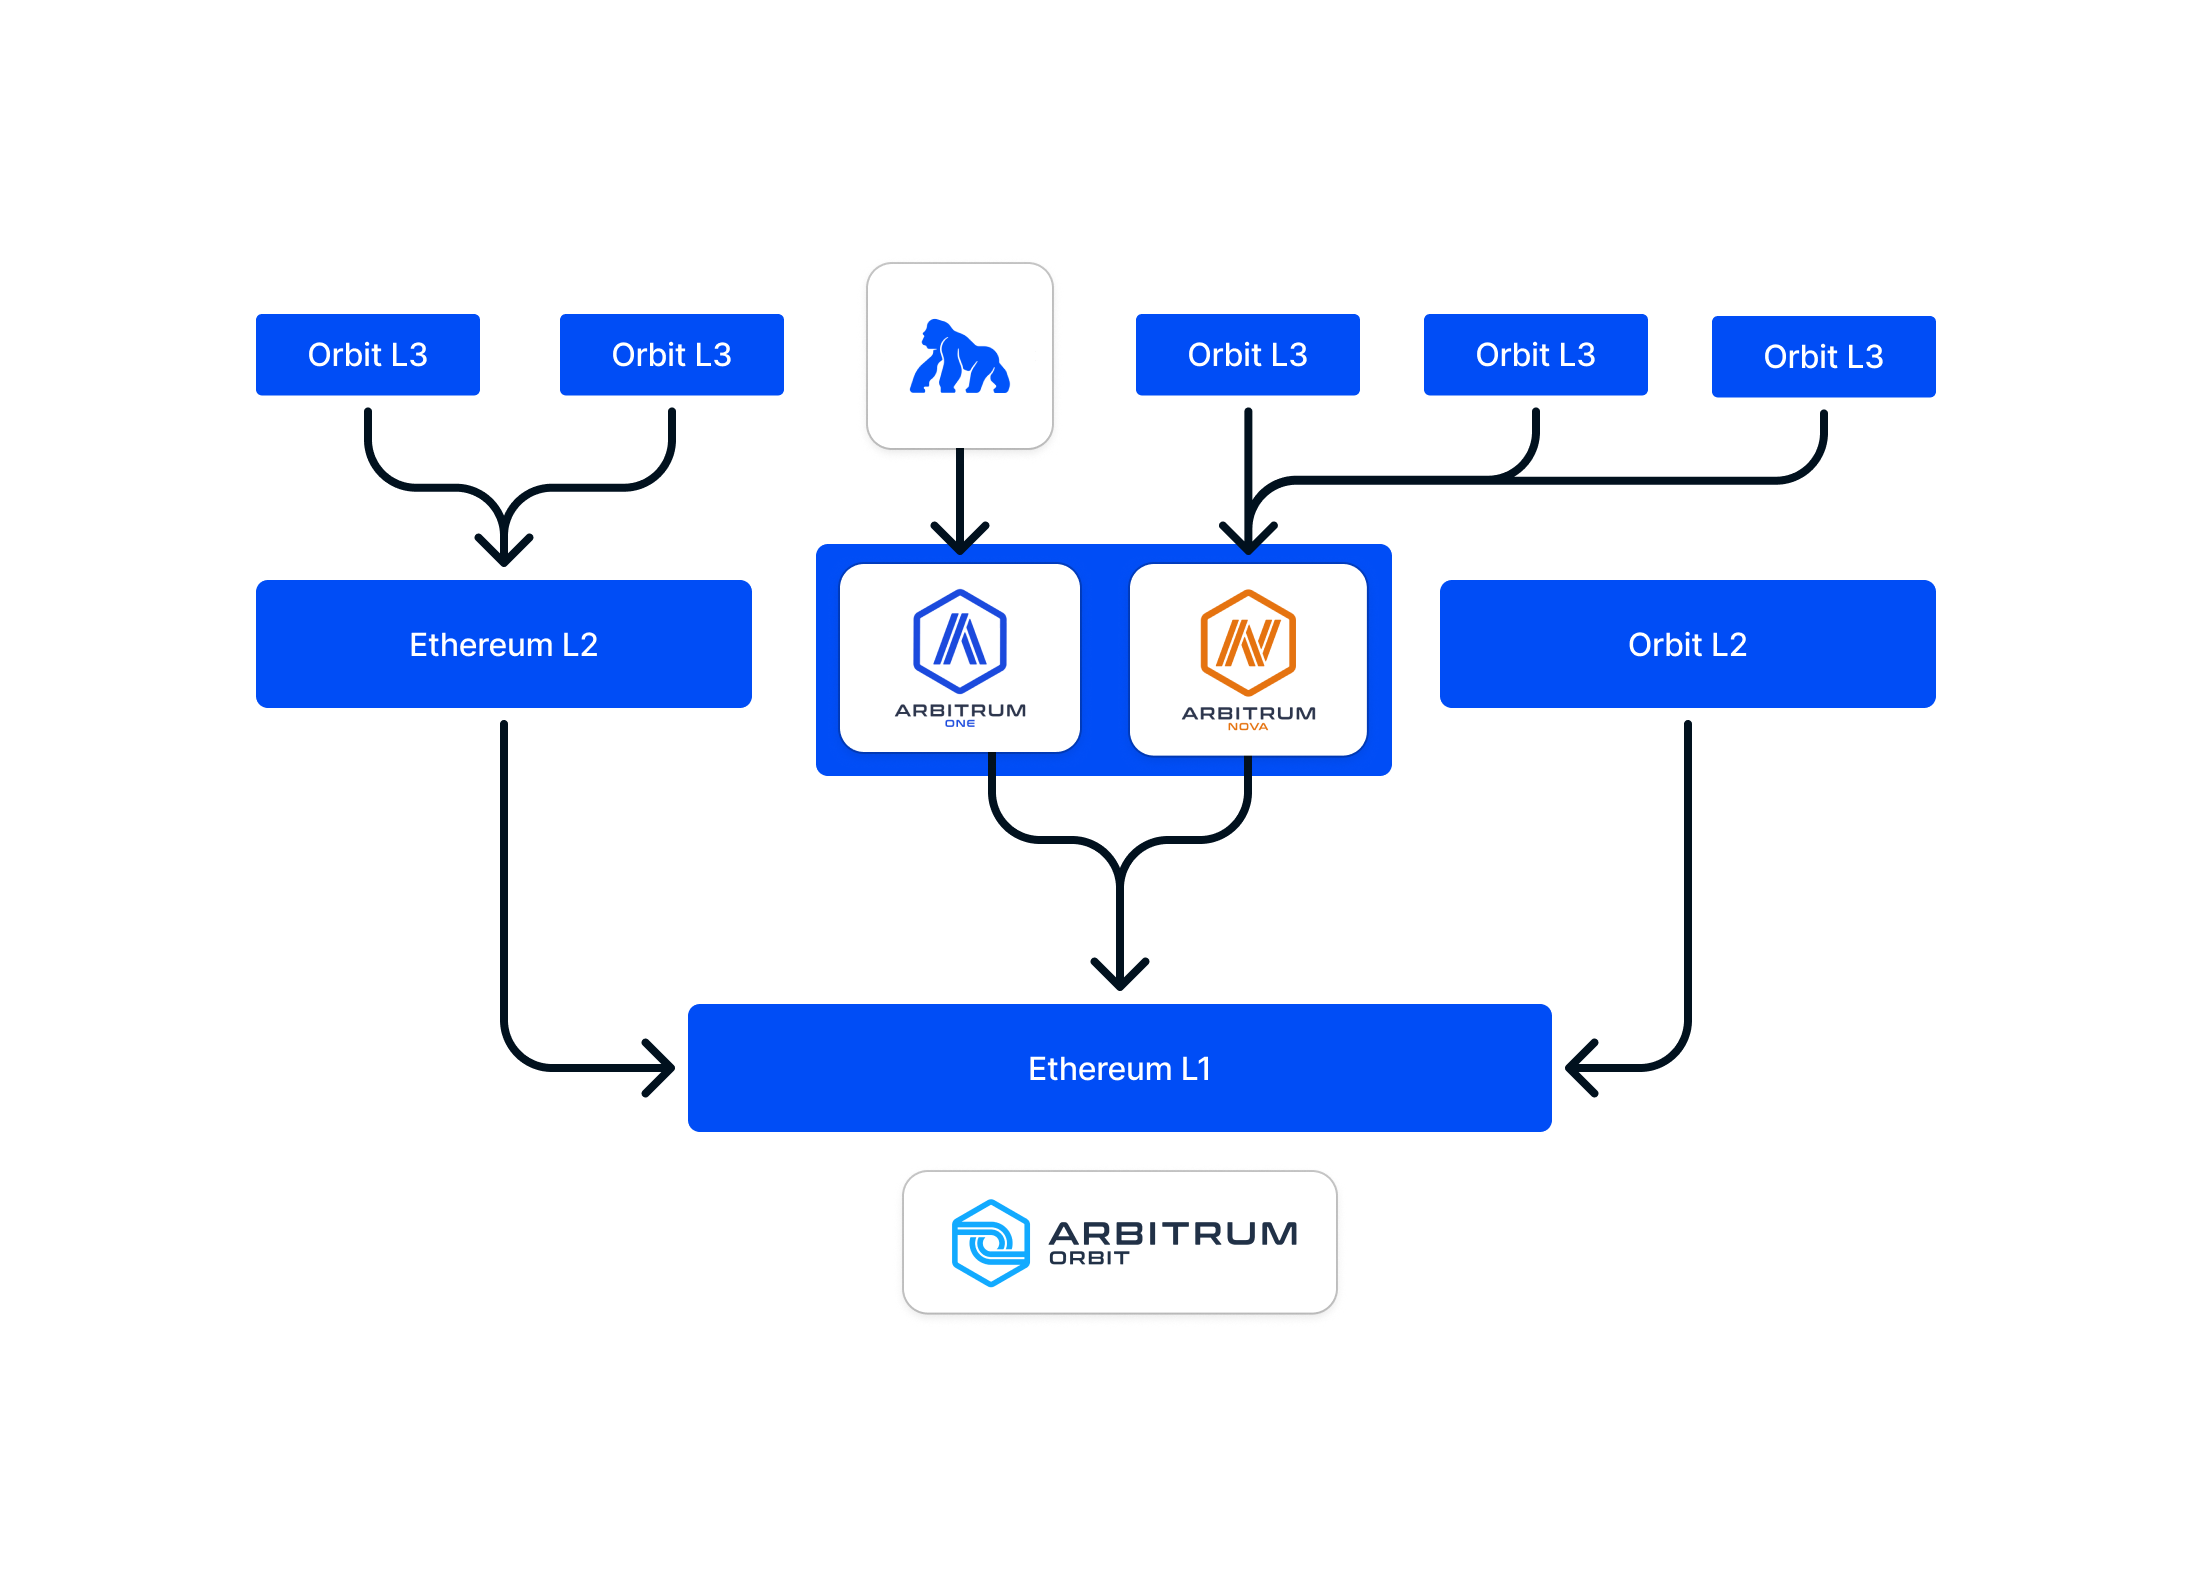 Orbit L3
Orbit L3
Orbit L3
Orbit L3
Orbit L3
Ethereum L2
ARBITRUM
ONE
ARBITRUM
NOVA
Orbit L2
Ethereum L1
ARBITRUM
ORBIT